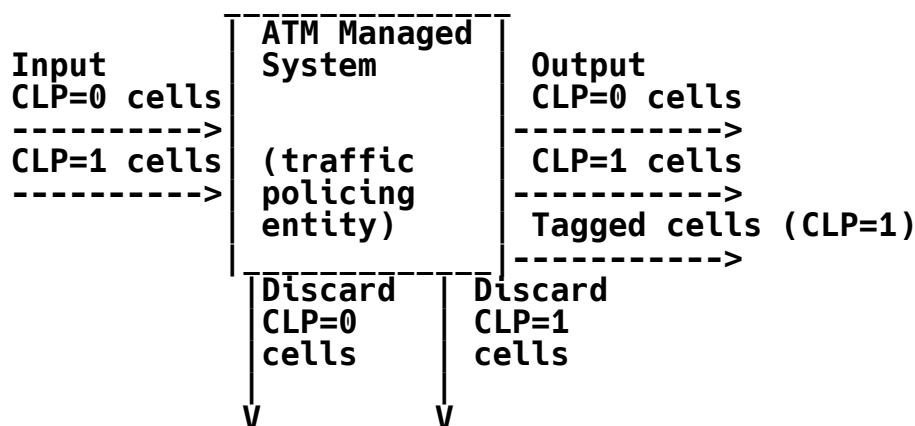 ATM Managed
Input System Output
CLP=0 cells CLP=0 cells
---------->  ----------->
CLP=1 cells (traffic CLP=1 cells
----------> policing ----------->
entity) Tagged cells (CLP=1)
----------->
Discard Discard
CLP=0 CLP=1
cells cells
V V